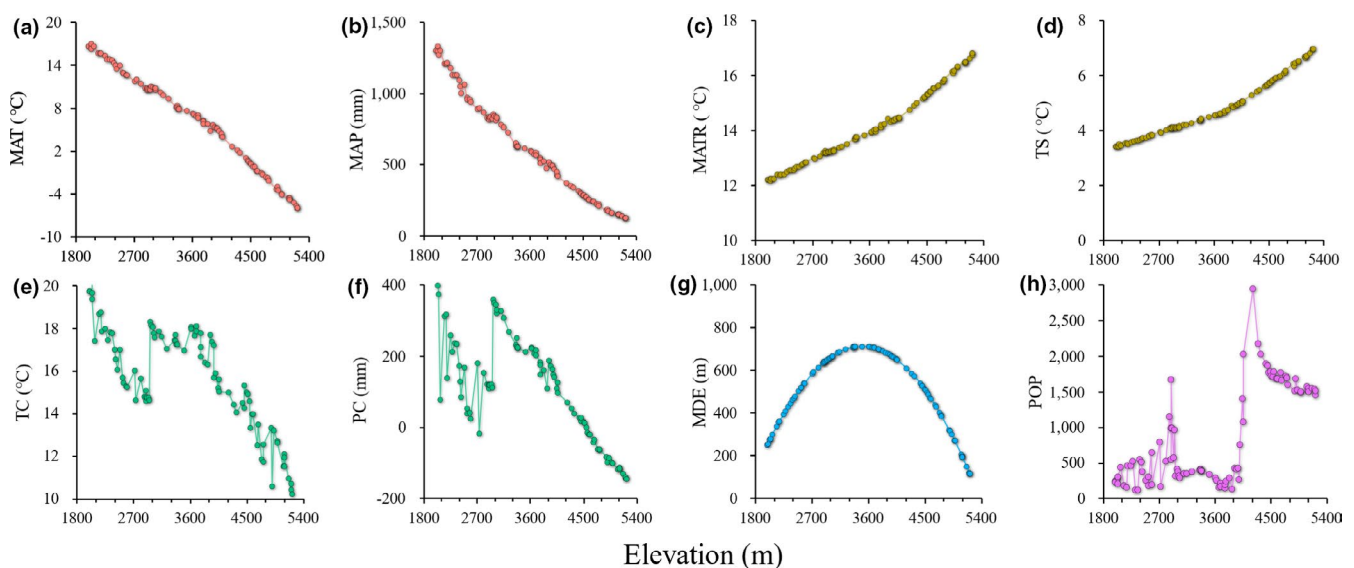 (a) (b) (c) (d)
20 1,500 18 8
14 16 6
MAT (°C) 8 MAP (mm) 1,000 MATR (°C) 14 TS (°C) 4
2 500
-4 12 2
-10 0 10 0
1800 2700 3600 4500 5400 1800 2700 3600 4500 5400 1800 2700 3600 4500 5400 1800 2700 3600 4500 5400
(e) (f) (g) (h)
20 400 1,000 3,000
18 800 2,500
16 200 2,000
TC (°C) PC (mm) MDE (m) 600 POP 1,500
14 0 400 1,000
12 200 500
10 -200 0 0
1800 2700 3600 4500 5400 1800 2700 3600 4500 5400 1800 2700 3600 4500 5400 1800 2700 3600 4500 5400
Elevation (m)